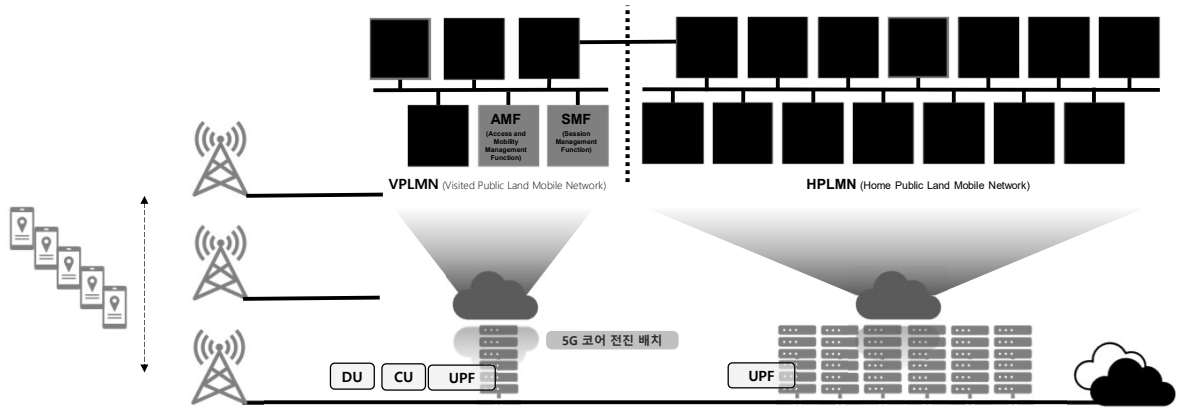 AMF
(Access and
Mobility
Management
Function)
SMF
(Session
Management
Function)
VPLMN (Visited Public Land Mobile Network)
HPLMN (Home Public Land Mobile Network)
5G 코어 전진 배치
DU
CU
UPF
UPF